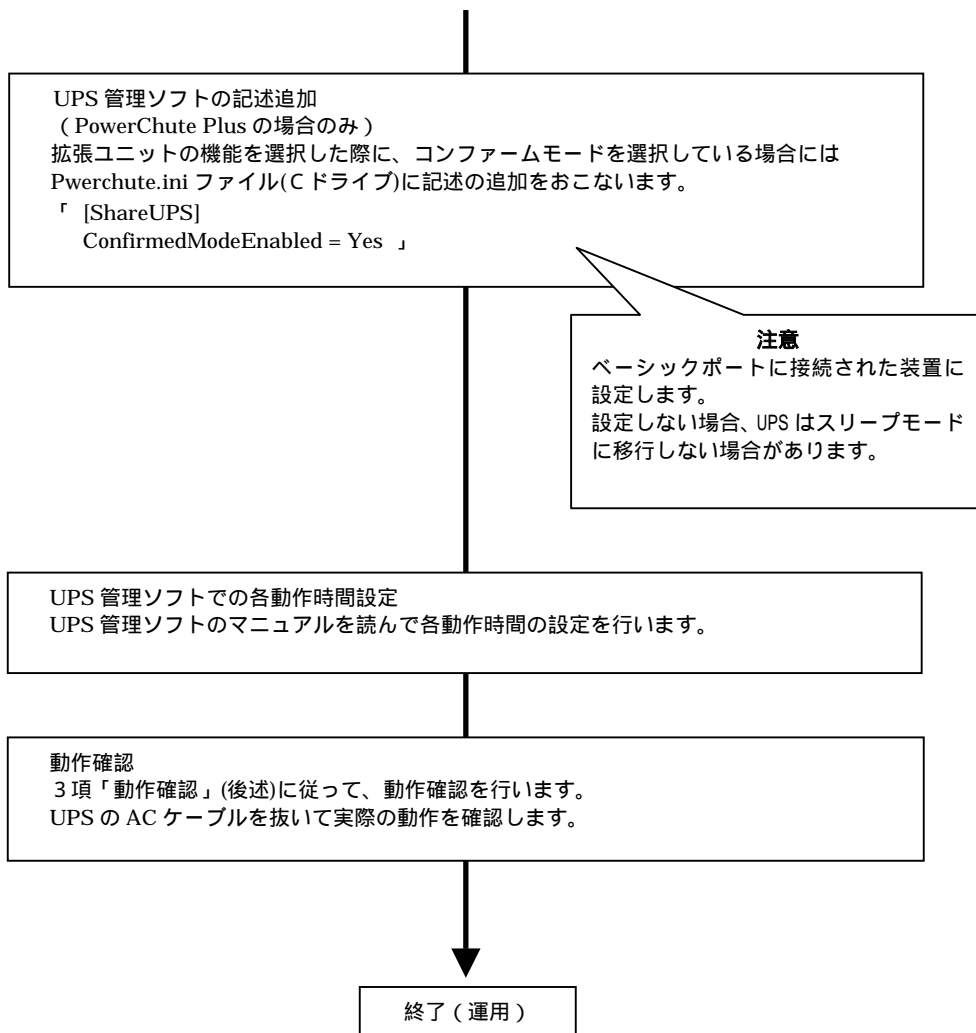 UPS 管理ソフトの記述追加
（PowerChute Plus の場合のみ）
拡張ユニットの機能を選択した際に、コンファームモードを選択している場合には
Pwerchute.ini ファイル(Ｃドライブ)に記述の追加をおこないます。
「 [ShareUPS]
ConfirmedModeEnabled = Yes 」
注意
ベーシックポートに接続された装置に
設定します。
設定しない場合、UPS はスリープモード
に移行しない場合があります。
UPS 管理ソフトでの各動作時間設定
UPS 管理ソフトのマニュアルを読んで各動作時間の設定を行います。
動作確認
３項「動作確認」(後述)に従って、動作確認を行います。
UPS の AC ケーブルを抜いて実際の動作を確認します。
終了（運用）